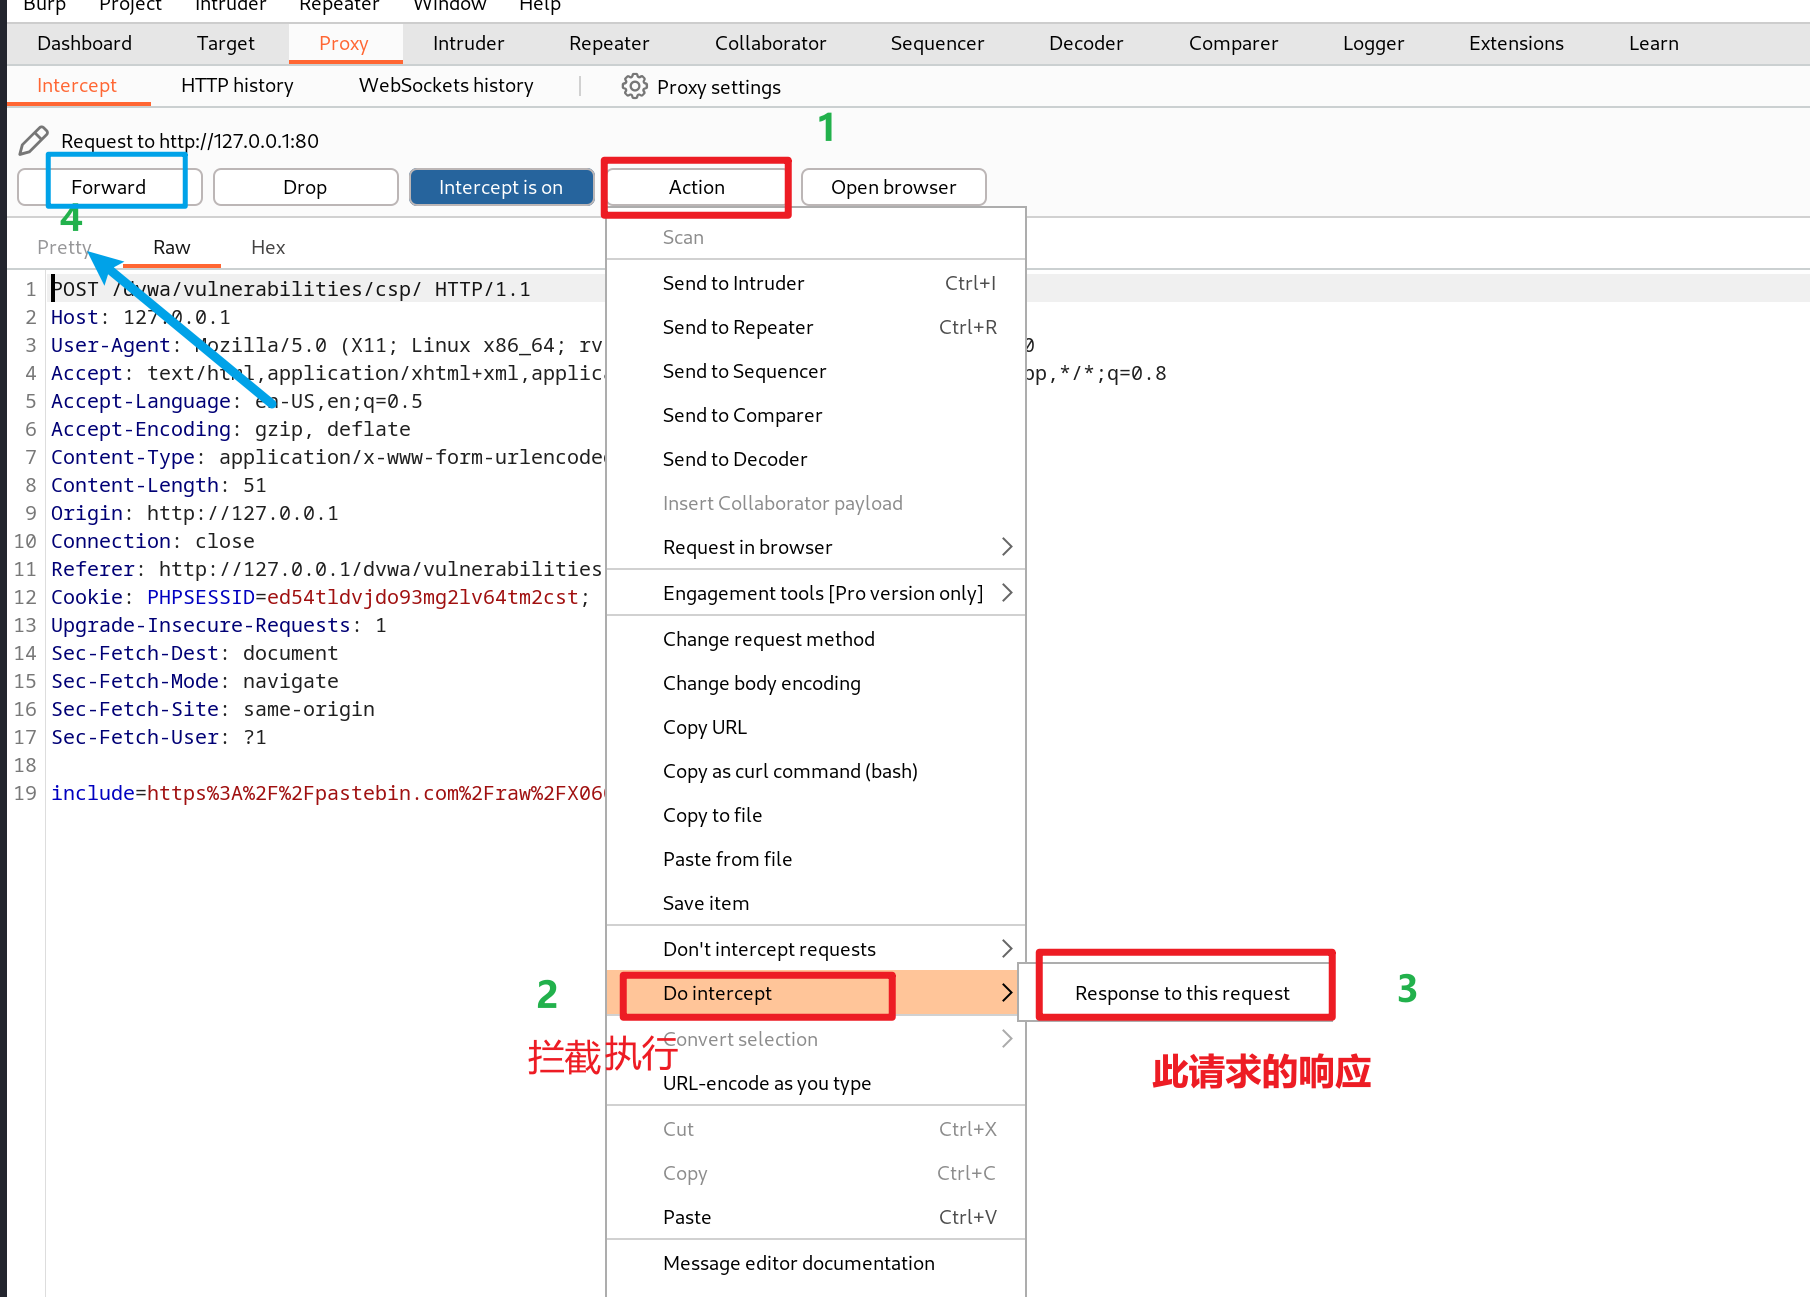 Burp Project Intruder Repeater Window Help
Dashboard Target Proxy Intruder Repeater Collaborator Sequencer Decoder Comparer Logger Extensions Learn
Intercept HTTP history WebSockets history Proxy settings
1
Request to http://127.0.0.1:80
Forward Drop Intercept is on Action Open browser
4
Pretty Raw Hex
Scan
1 POST /dvwa/vulnerabilities/csp/ HTTP/1.1
Send to Intruder Ctrl+I
2 Host: 127.0.0.1
Send to Repeater Ctrl+R
3 User-Agent: Mozilla/5.0 (X11; Linux x86_64; rv
4 Accept: text/html,application/xhtml+xml,applic
,*/*;q=0.8
Send to Sequencer
5 Accept-Language: en-US,en;q=0.5
Send to Comparer
6 Accept-Encoding: gzip, deflate
7 Content-Type: application/x-www-form-urlencode
Send to Decoder
8 Content-Length: 51
Insert Collaborator payload
9 Origin: http://127.0.0.1
10 Connection: close
Request in browser
11 Referer: http://127.0.0.1/dvwa/vulnerabilities
Engagement tools [Pro version only]
12 Cookie: PHPSESSID=ed54tldvjdo93mg2lv64tm2cst;
13 Upgrade-Insecure-Requests: 1
Change request method
14 Sec-Fetch-Dest: document
15 Sec-Fetch-Mode: navigate
Change body encoding
16 Sec-Fetch-Site: same-origin
Copy URL
17 Sec-Fetch-User: ?1
18
Copy as curl command (bash)
19 include=https%3A%2F%2Fpastebin.com%2Fraw%2FX06
Copy to file
Paste from file
Save item
Don't intercept requests
2
Do intercept
Response to this request
3
Convert selection
拦截执行
此请求的响应
URL-encode as you type
Cut Ctrl+X
Copy Ctrl+C
Paste Ctrl+V
Message editor documentation